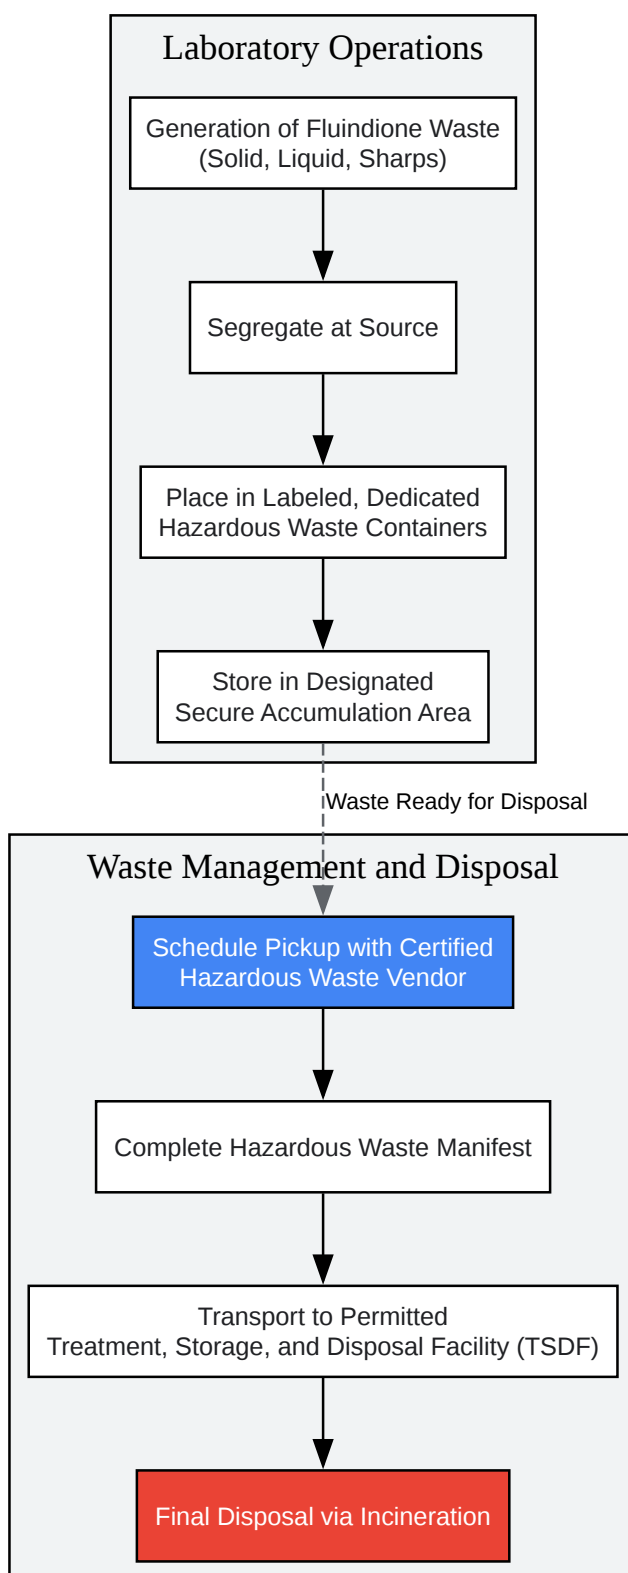 Laboratory Operations
Generation of Fluindione Waste
(Solid, Liquid, Sharps)
Segregate at Source
Place in Labeled, Dedicated
Hazardous Waste Containers
Store in Designated
Secure Accumulation Area
Waste Ready for Disposal
Waste Management and Disposal
Schedule Pickup with Certified
Hazardous Waste Vendor
Complete Hazardous Waste Manifest
Transport to Permitted
Treatment, Storage, and Disposal Facility (TSDF)
Final Disposal via Incineration